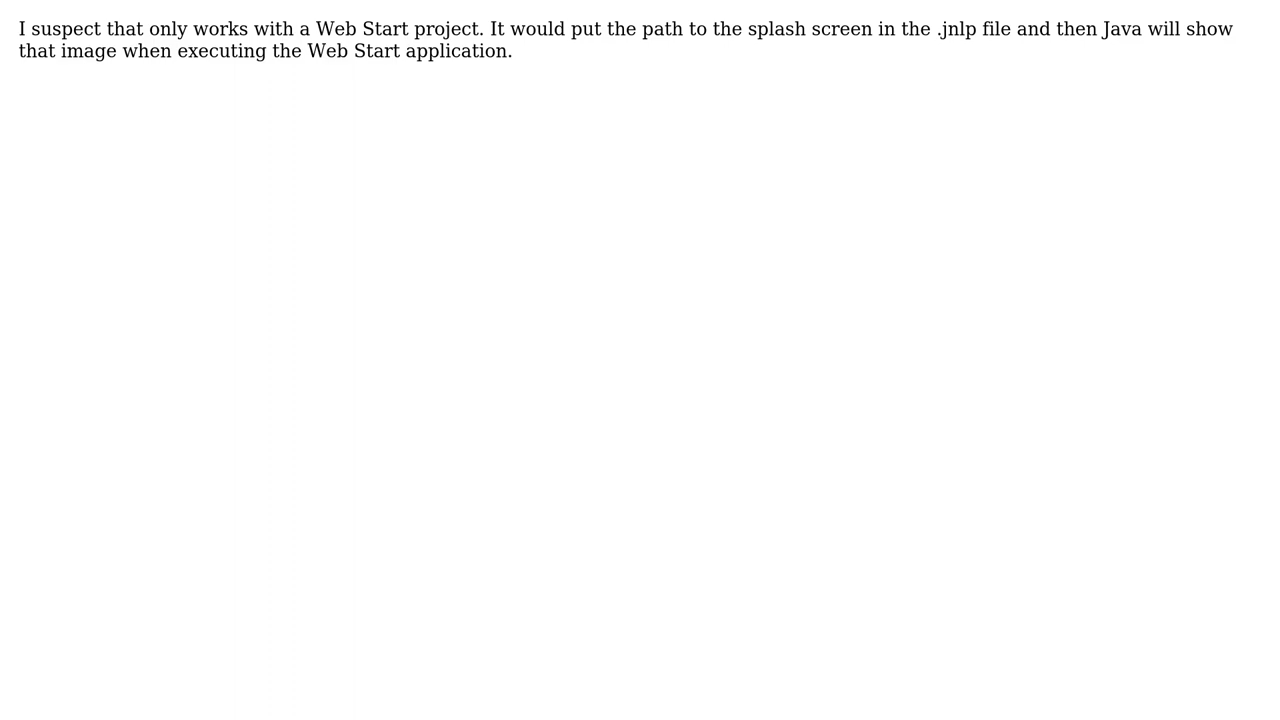 I suspect that only works with a Web Start project. It would put the path to the splash screen in the .jnlp file and then Java will show
that image when executing the Web Start application.